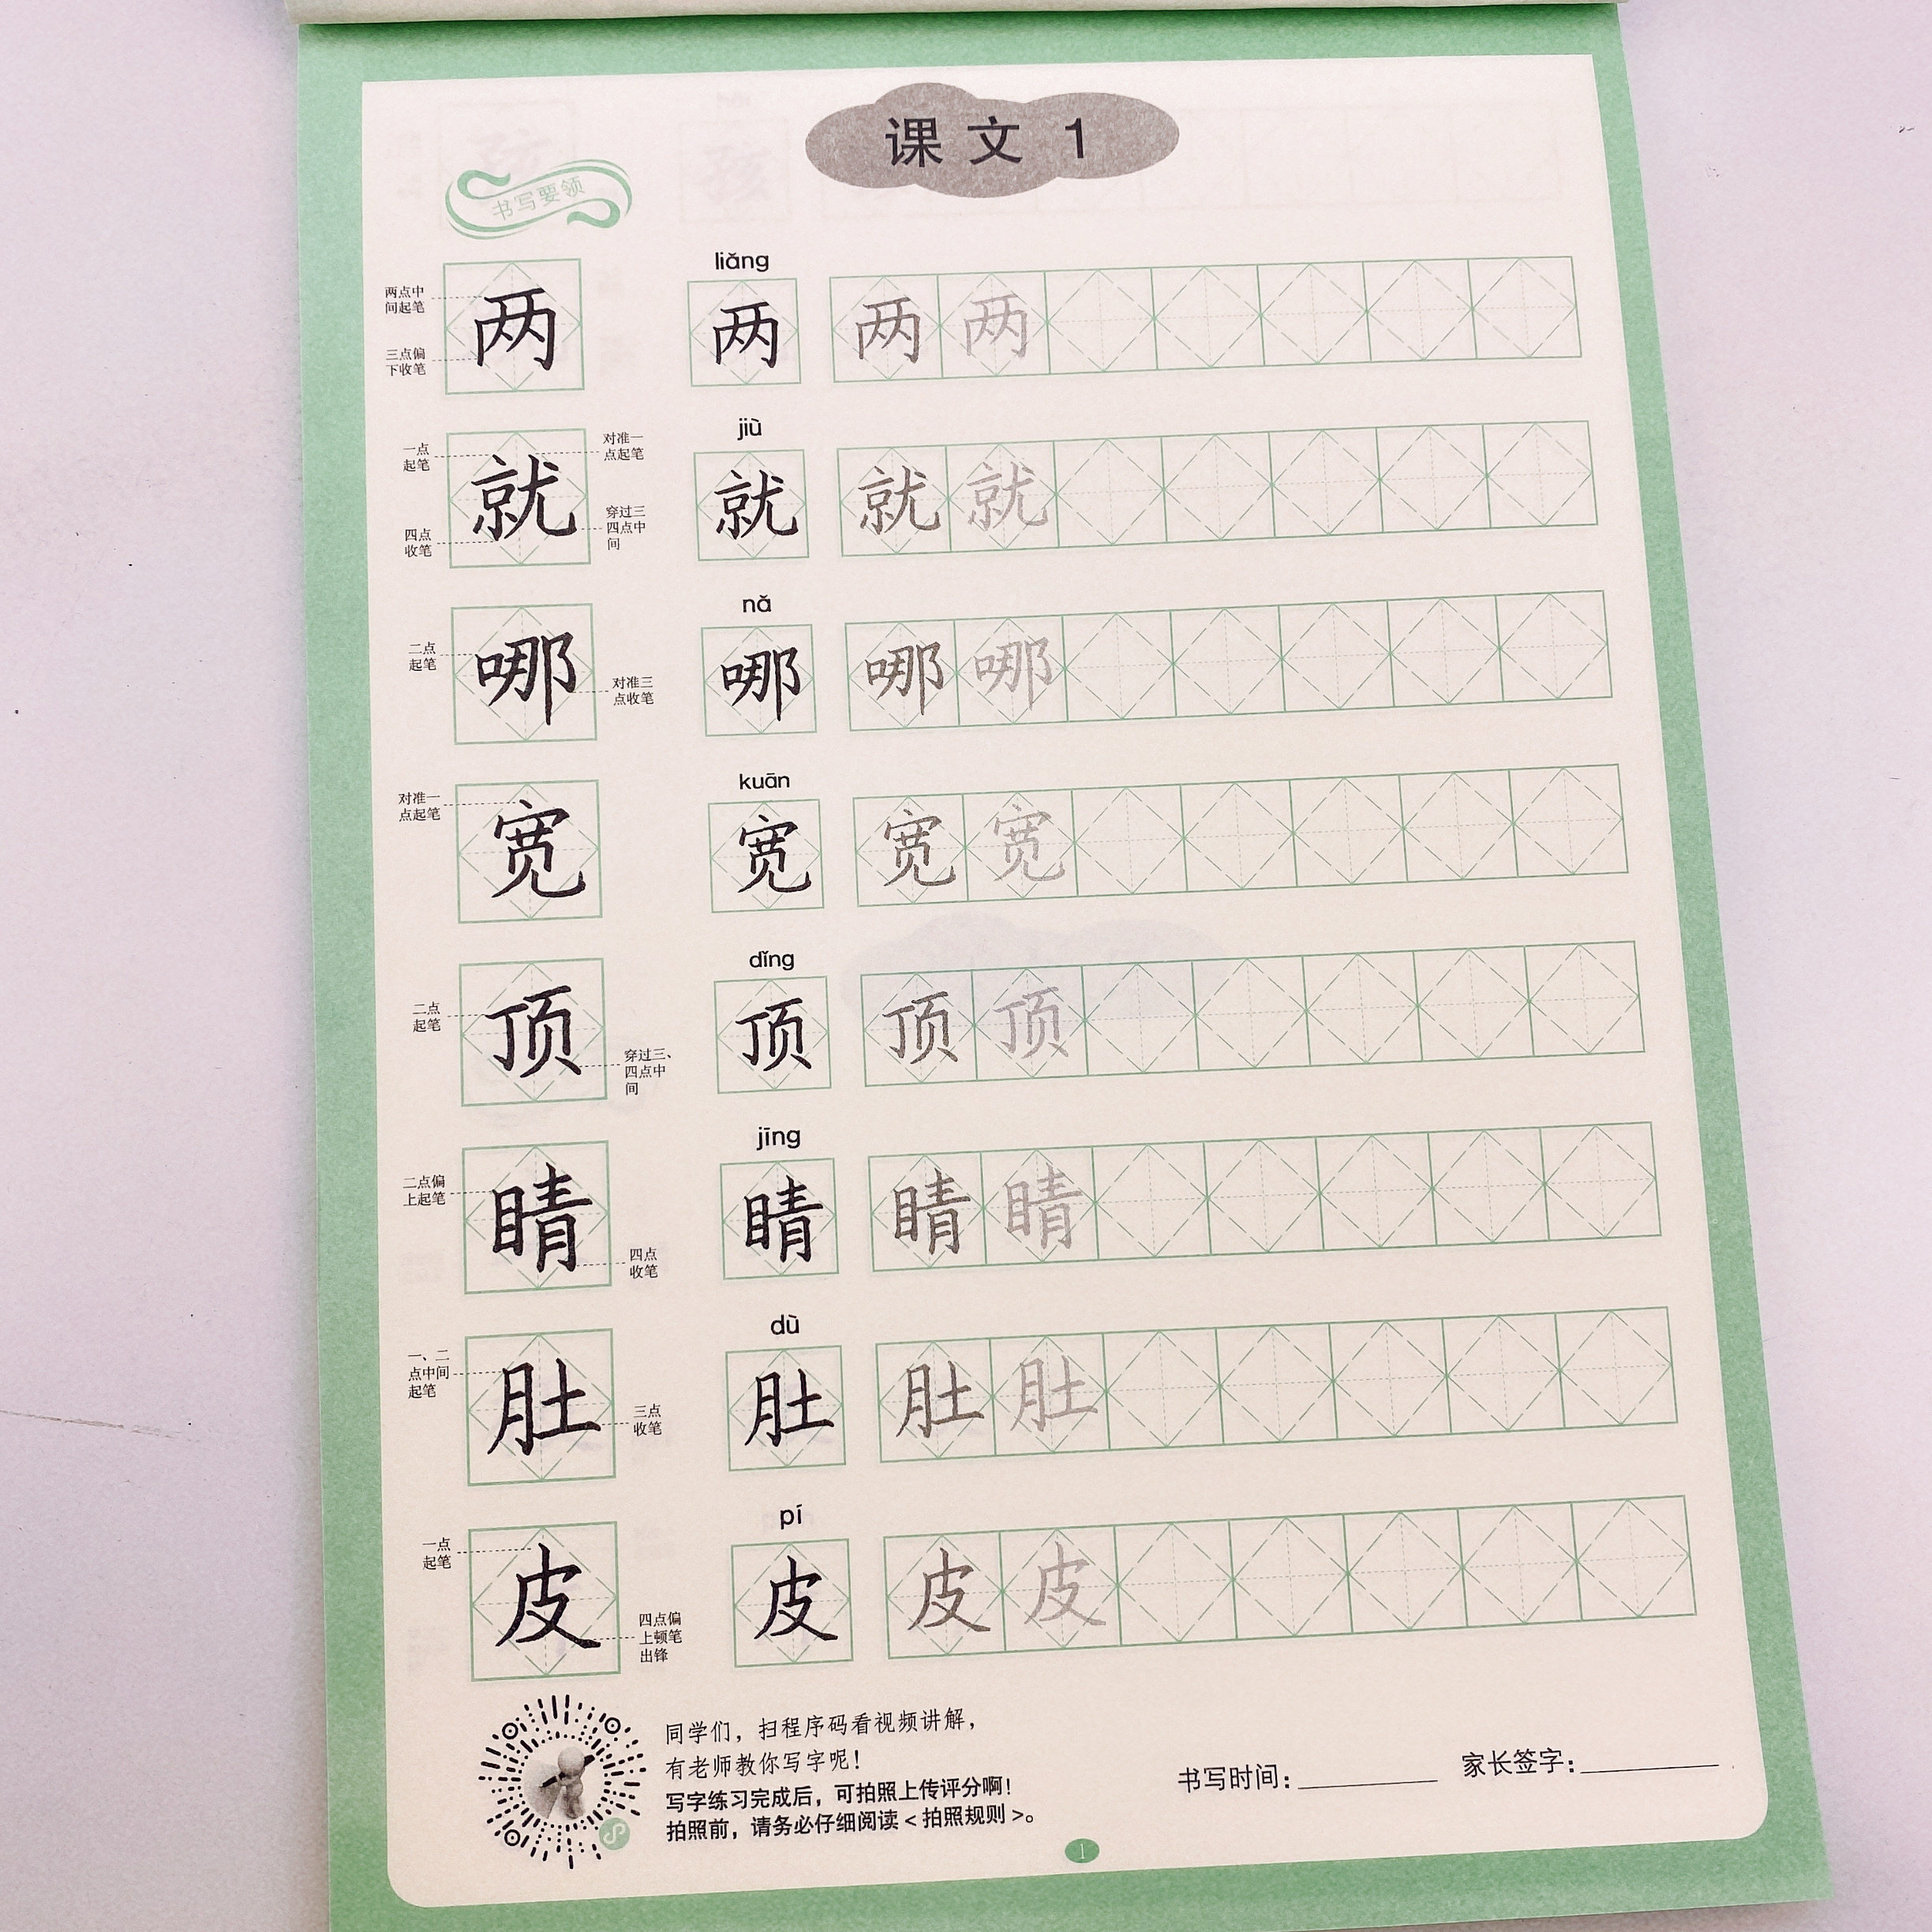 课文 1
书写要领
liǎng
两点中
间起笔
三点偏
下收笔
两 两 两 两
jiù
一点
起笔
对准一
点起笔
四点
收笔
穿过三
四点中
间
就 就 就 就
nǎ
二点
起笔
对准三
点收笔
哪 哪 哪 哪
kuān
对准一
点起笔
宽 宽 宽 宽
dǐng
二点
起笔
穿过三、
四点中
间
顶 顶 顶 顶
jīng
二点偏
上起笔
四点
收笔
睛 睛 睛 睛
dù
一、二
点中间
起笔
三点
收笔
肚 肚 肚 肚
pí
一点
起笔
四点偏
上顿笔
出锋
皮 皮 皮 皮
同学们，扫程序码看视频讲解，
有老师教你写字呢！
写字练习完成后，可拍照上传评分啊！
拍照前，请务必仔细阅读<拍照规则>。
书写时间：________ 家长签字：________
1